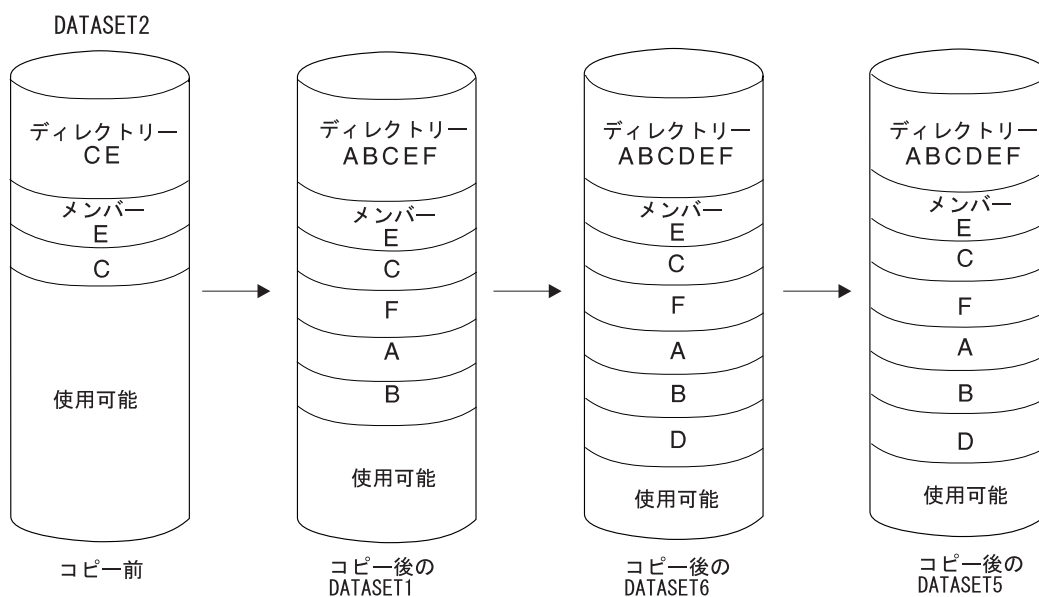 DATASET2
ディレクトリー
CE
メンバー
E
C
使用可能
コピー前
ディレクトリー
ABCEF
メンバー
E
C
F
A
B
使用可能
コピー後の
DATASET1
ディレクトリー
ABCDEF
メンバー
E
C
F
A
B
D
使用可能
コピー後の
DATASET6
ディレクトリー
ABCDEF
メンバー
E
C
F
A
B
D
使用可能
コピー後の
DATASET5